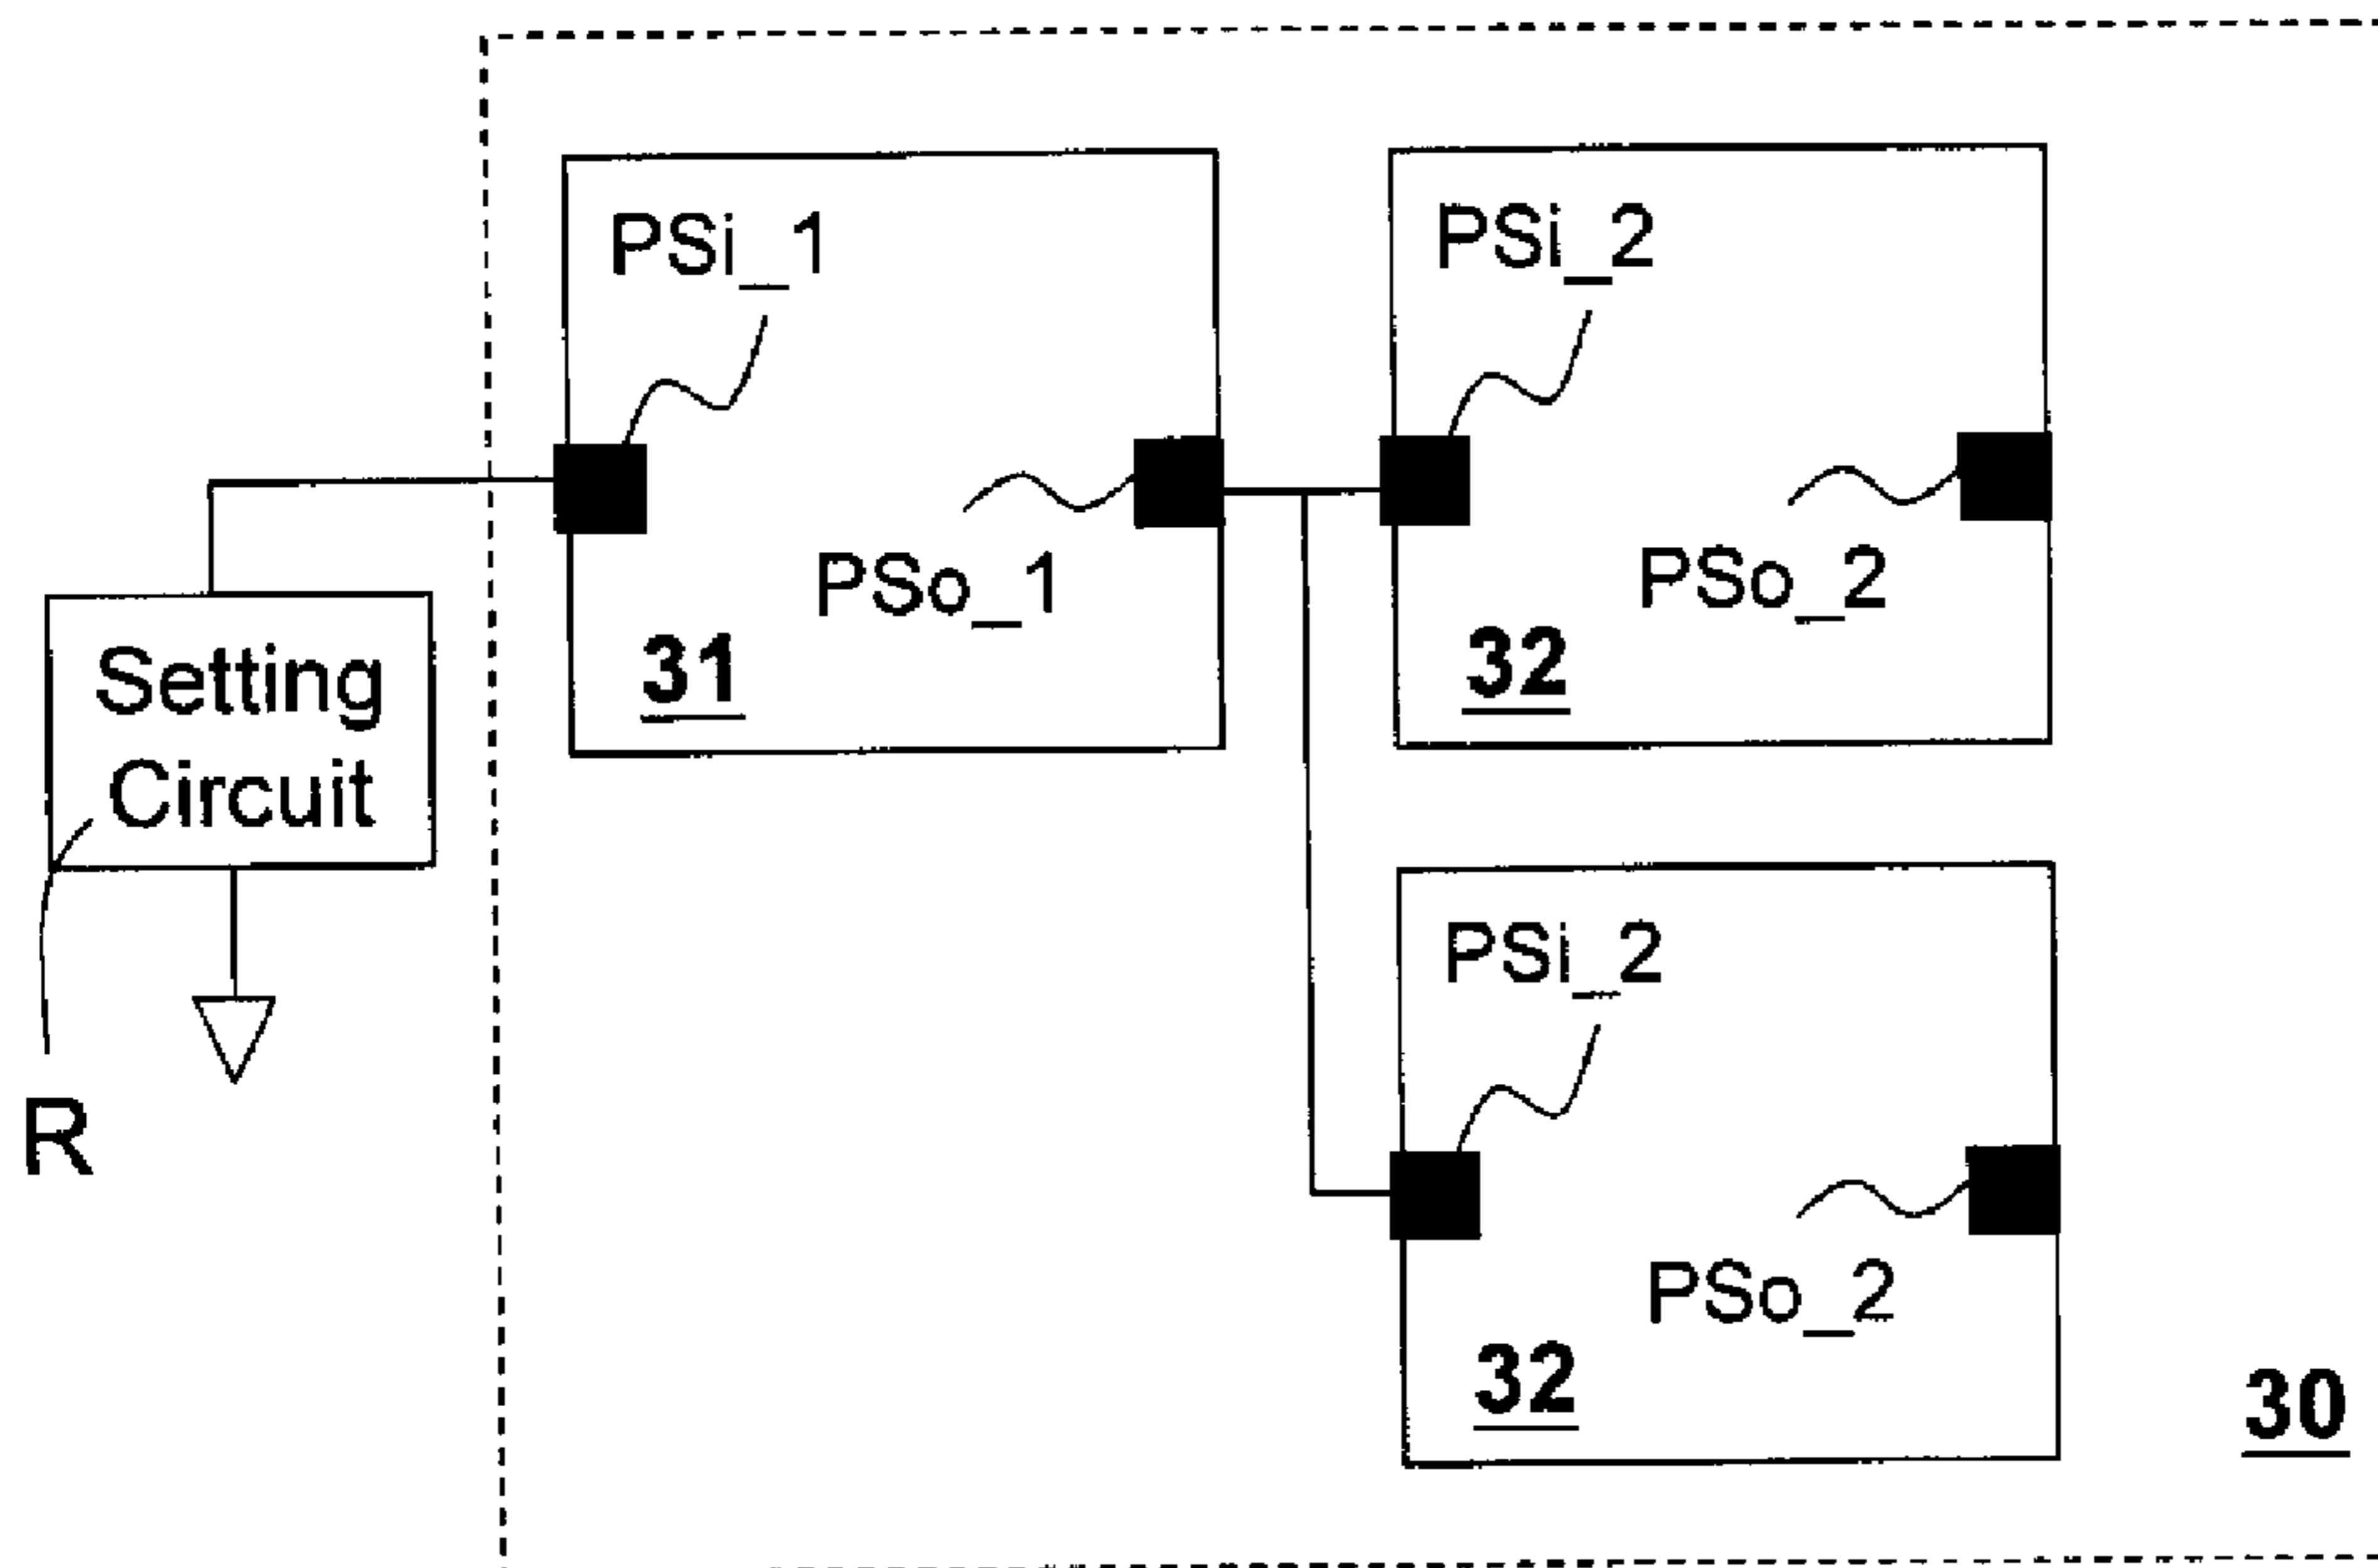 PSi_1
PSo_1
31
PSi_2
PSo_2
32
Setting
Circuit
R
PSi_2
PSo_2
32
30